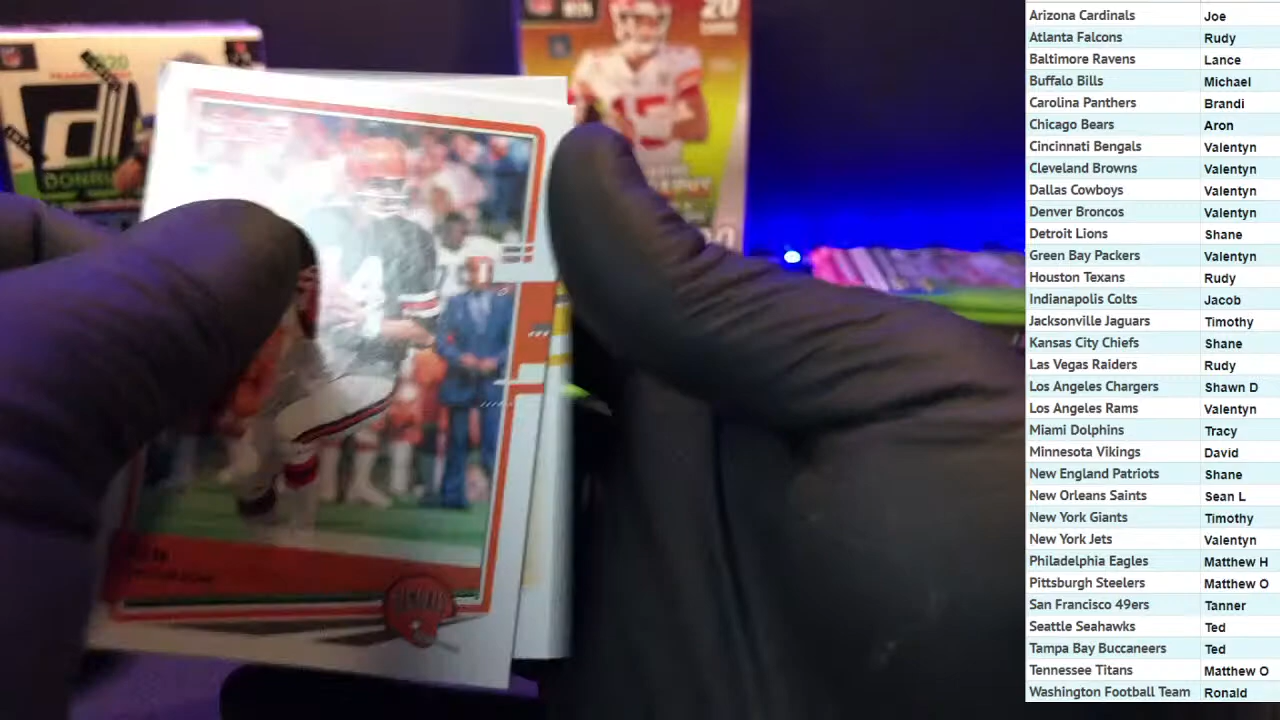 20
DONRU
Arizona Cardinals Joe
Atlanta Falcons Rudy
Baltimore Ravens Lance
Buffalo Bills Michael
Carolina Panthers Brandi
Chicago Bears Aron
Cincinnati Bengals Valentyn
Cleveland Browns Valentyn
Dallas Cowboys Valentyn
Denver Broncos Valentyn
Detroit Lions Shane
Green Bay Packers Valentyn
Houston Texans Rudy
Indianapolis Colts Jacob
Jacksonville Jaguars Timothy
Kansas City Chiefs Shane
Las Vegas Raiders Rudy
Los Angeles Chargers Shawn D
Los Angeles Rams Valentyn
Miami Dolphins Tracy
Minnesota Vikings David
New England Patriots Shane
New Orleans Saints Sean L
New York Giants Timothy
New York Jets Valentyn
Philadelphia Eagles Matthew H
Pittsburgh Steelers Matthew O
San Francisco 49ers Tanner
Seattle Seahawks Ted
Tampa Bay Buccaneers Ted
Tennessee Titans Matthew O
Washington Football Team Ronald